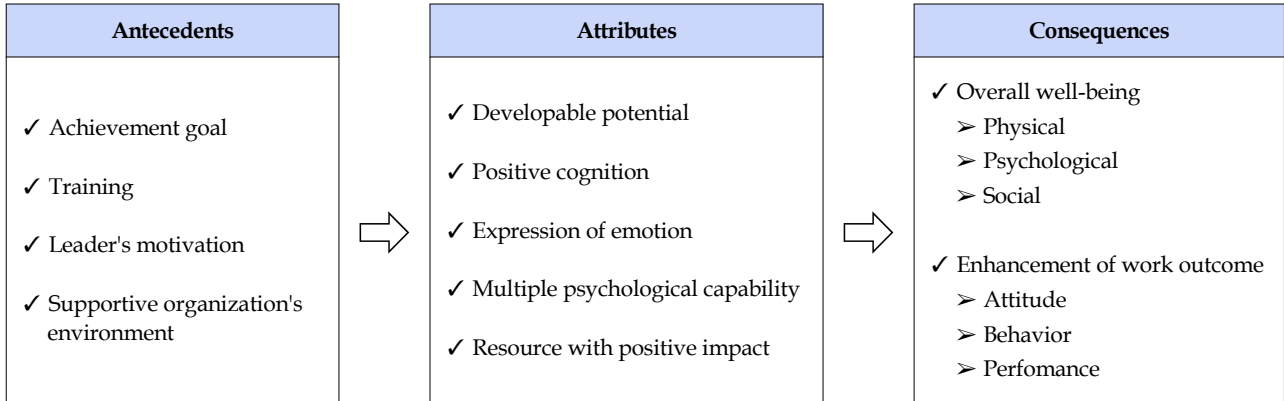 Antecedents
✓ Achievement goal
✓ Training
✓ Leader's motivation
✓ Supportive organization's
environment
Attributes
✓ Developable potential
✓ Positive cognition
✓ Expression of emotion
✓ Multiple psychological capability
✓ Resource with positive impact
Consequences
✓ Overall well-being
➢ Physical
➢ Psychological
➢ Social
✓ Enhancement of work outcome
➢ Attitude
➢ Behavior
➢ Perfomance